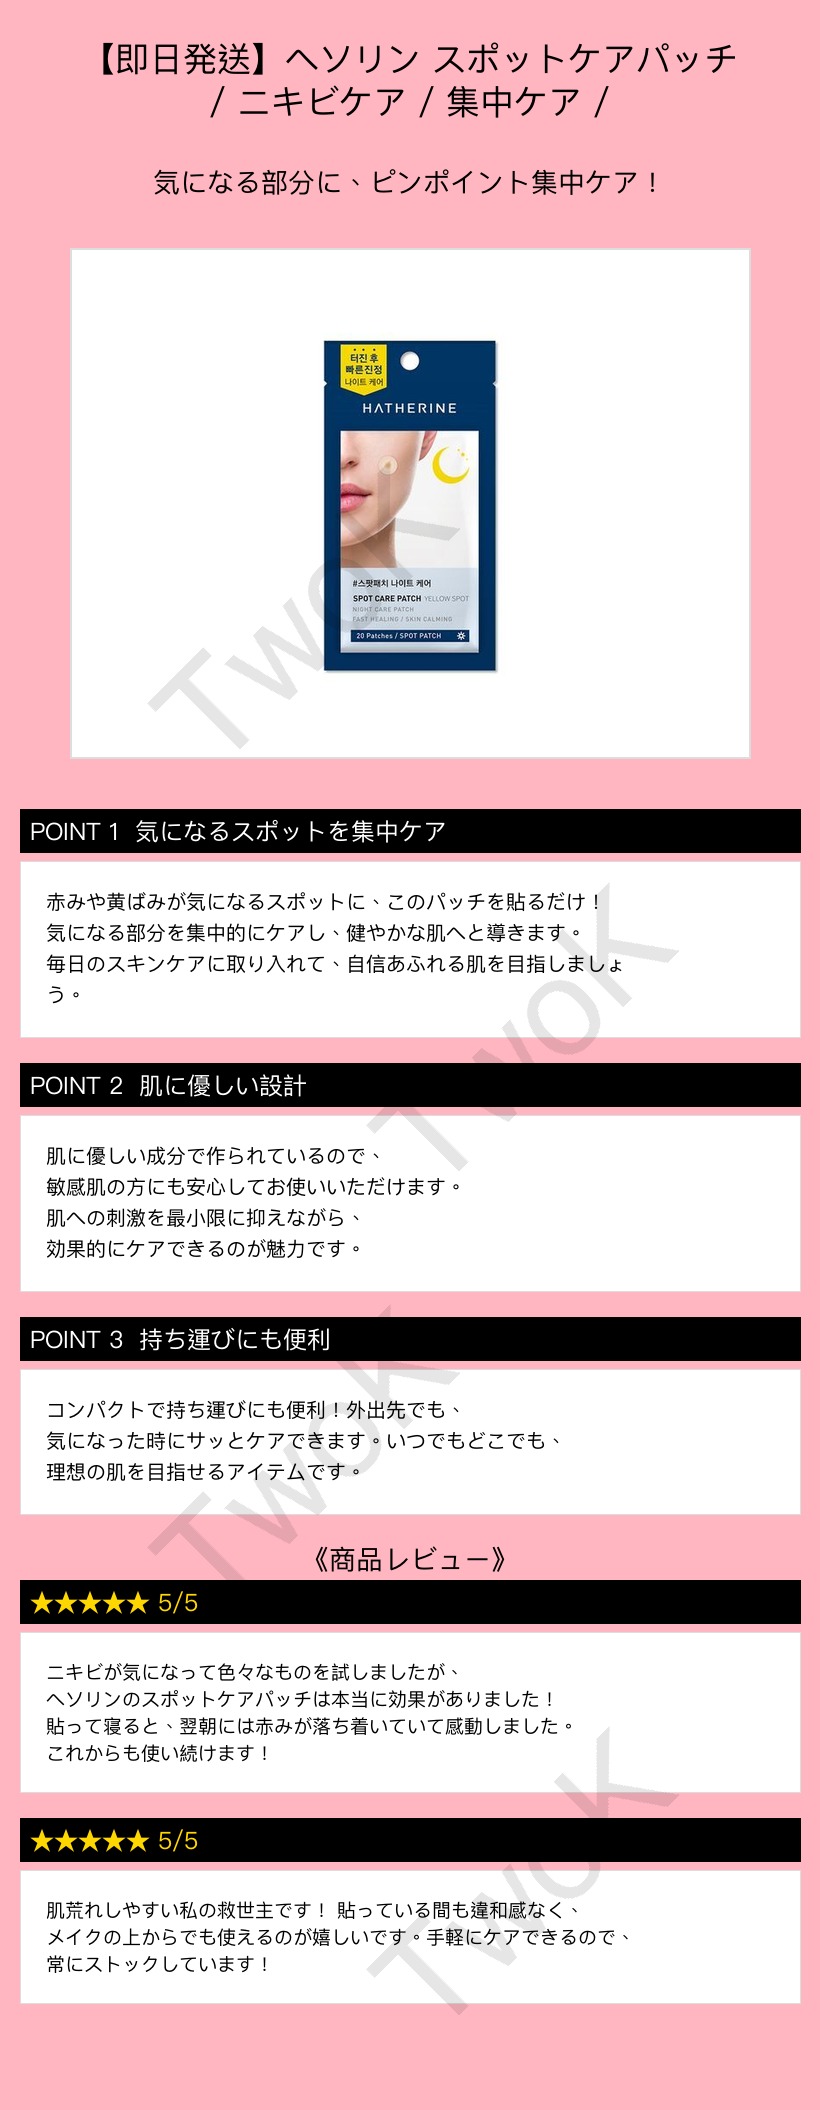 【即日発送】ヘソリン スポットケアパッチ
/ ニキビケア / 集中ケア /
気になる部分に、ピンポイント集中ケア！
터진 후
빠른진정
나이트 케어
HATHERINE
#스팟패치 나이트 케어
SPOT CARE PATCH YELLOW SPOT
NIGHT CARE PATCH
FAST HEALING / SKIN CALMING
20 Patches / SPOT PATCH
TwoK
POINT 1 気になるスポットを集中ケア
赤みや黄ばみが気になるスポットに、このパッチを貼るだけ！
気になる部分を集中的にケアし、健やかな肌へと導きます。
毎日のスキンケアに取り入れて、自信あふれる肌を目指しましょ
う。
TwoK
POINT 2 肌に優しい設計
肌に優しい成分で作られているので、
敏感肌の方にも安心してお使いいただけます。
肌への刺激を最小限に抑えながら、
効果的にケアできるのが魅力です。
POINT 3 持ち運びにも便利
コンパクトで持ち運びにも便利！外出先でも、
気になった時にサッとケアできます。いつでもどこでも、
理想の肌を目指せるアイテムです。
TwoK
《商品レビュー》
★★★★★ 5/5
ニキビが気になって色々なものを試しましたが、
ヘソリンのスポットケアパッチは本当に効果がありました！
貼って寝ると、翌朝には赤みが落ち着いていて感動しました。
これからも使い続けます！
★★★★★ 5/5
肌荒れしやすい私の救世主です！ 貼っている間も違和感なく、
メイクの上からでも使えるのが嬉しいです。手軽にケアできるので、
常にストックしています！
TwoK